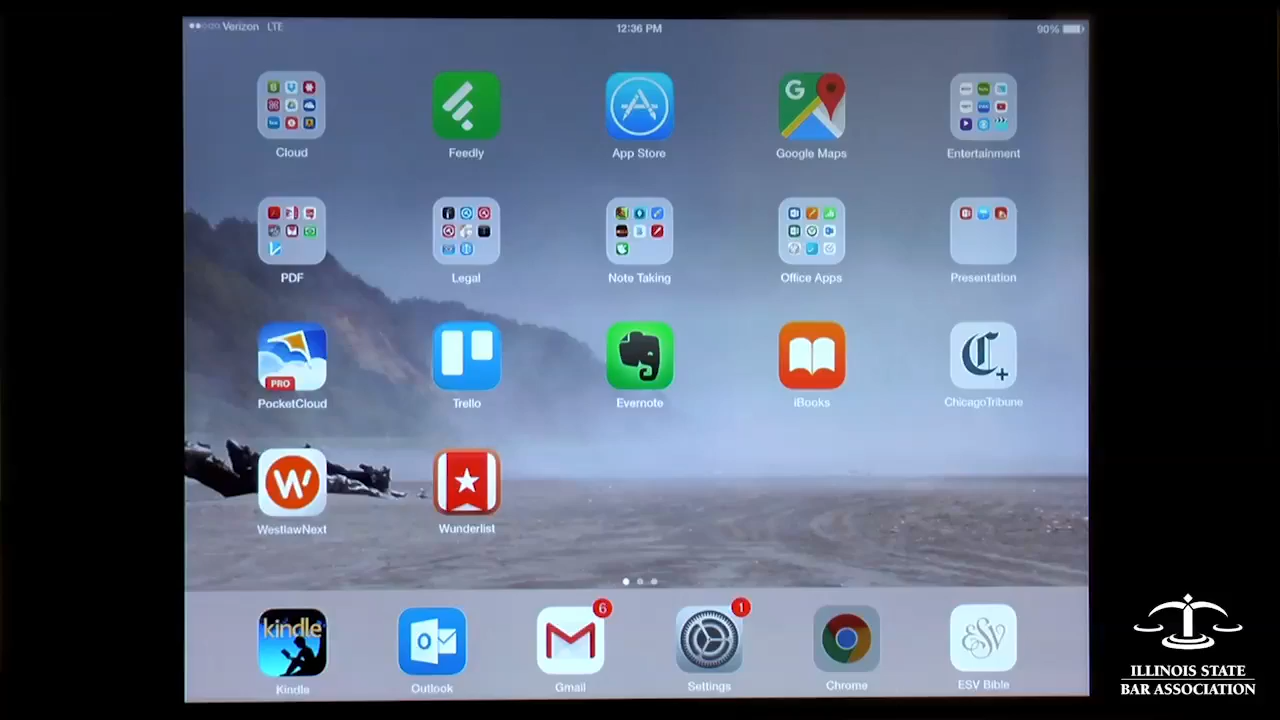 Verizon LTE 12:36 PM 90%
Cloud Feedly App Store Google Maps Entertainment
PDF Legal Note Taking Office Apps Presentation
PRO
PocketCloud Trello Evernote iBooks ChicagoTribune
WestlawNext Wunderlist
6 1
kindle ESV
Kindle Outlook Gmail Settings Chrome ESV Bible
ILLINOIS STATE
BAR ASSOCIATION